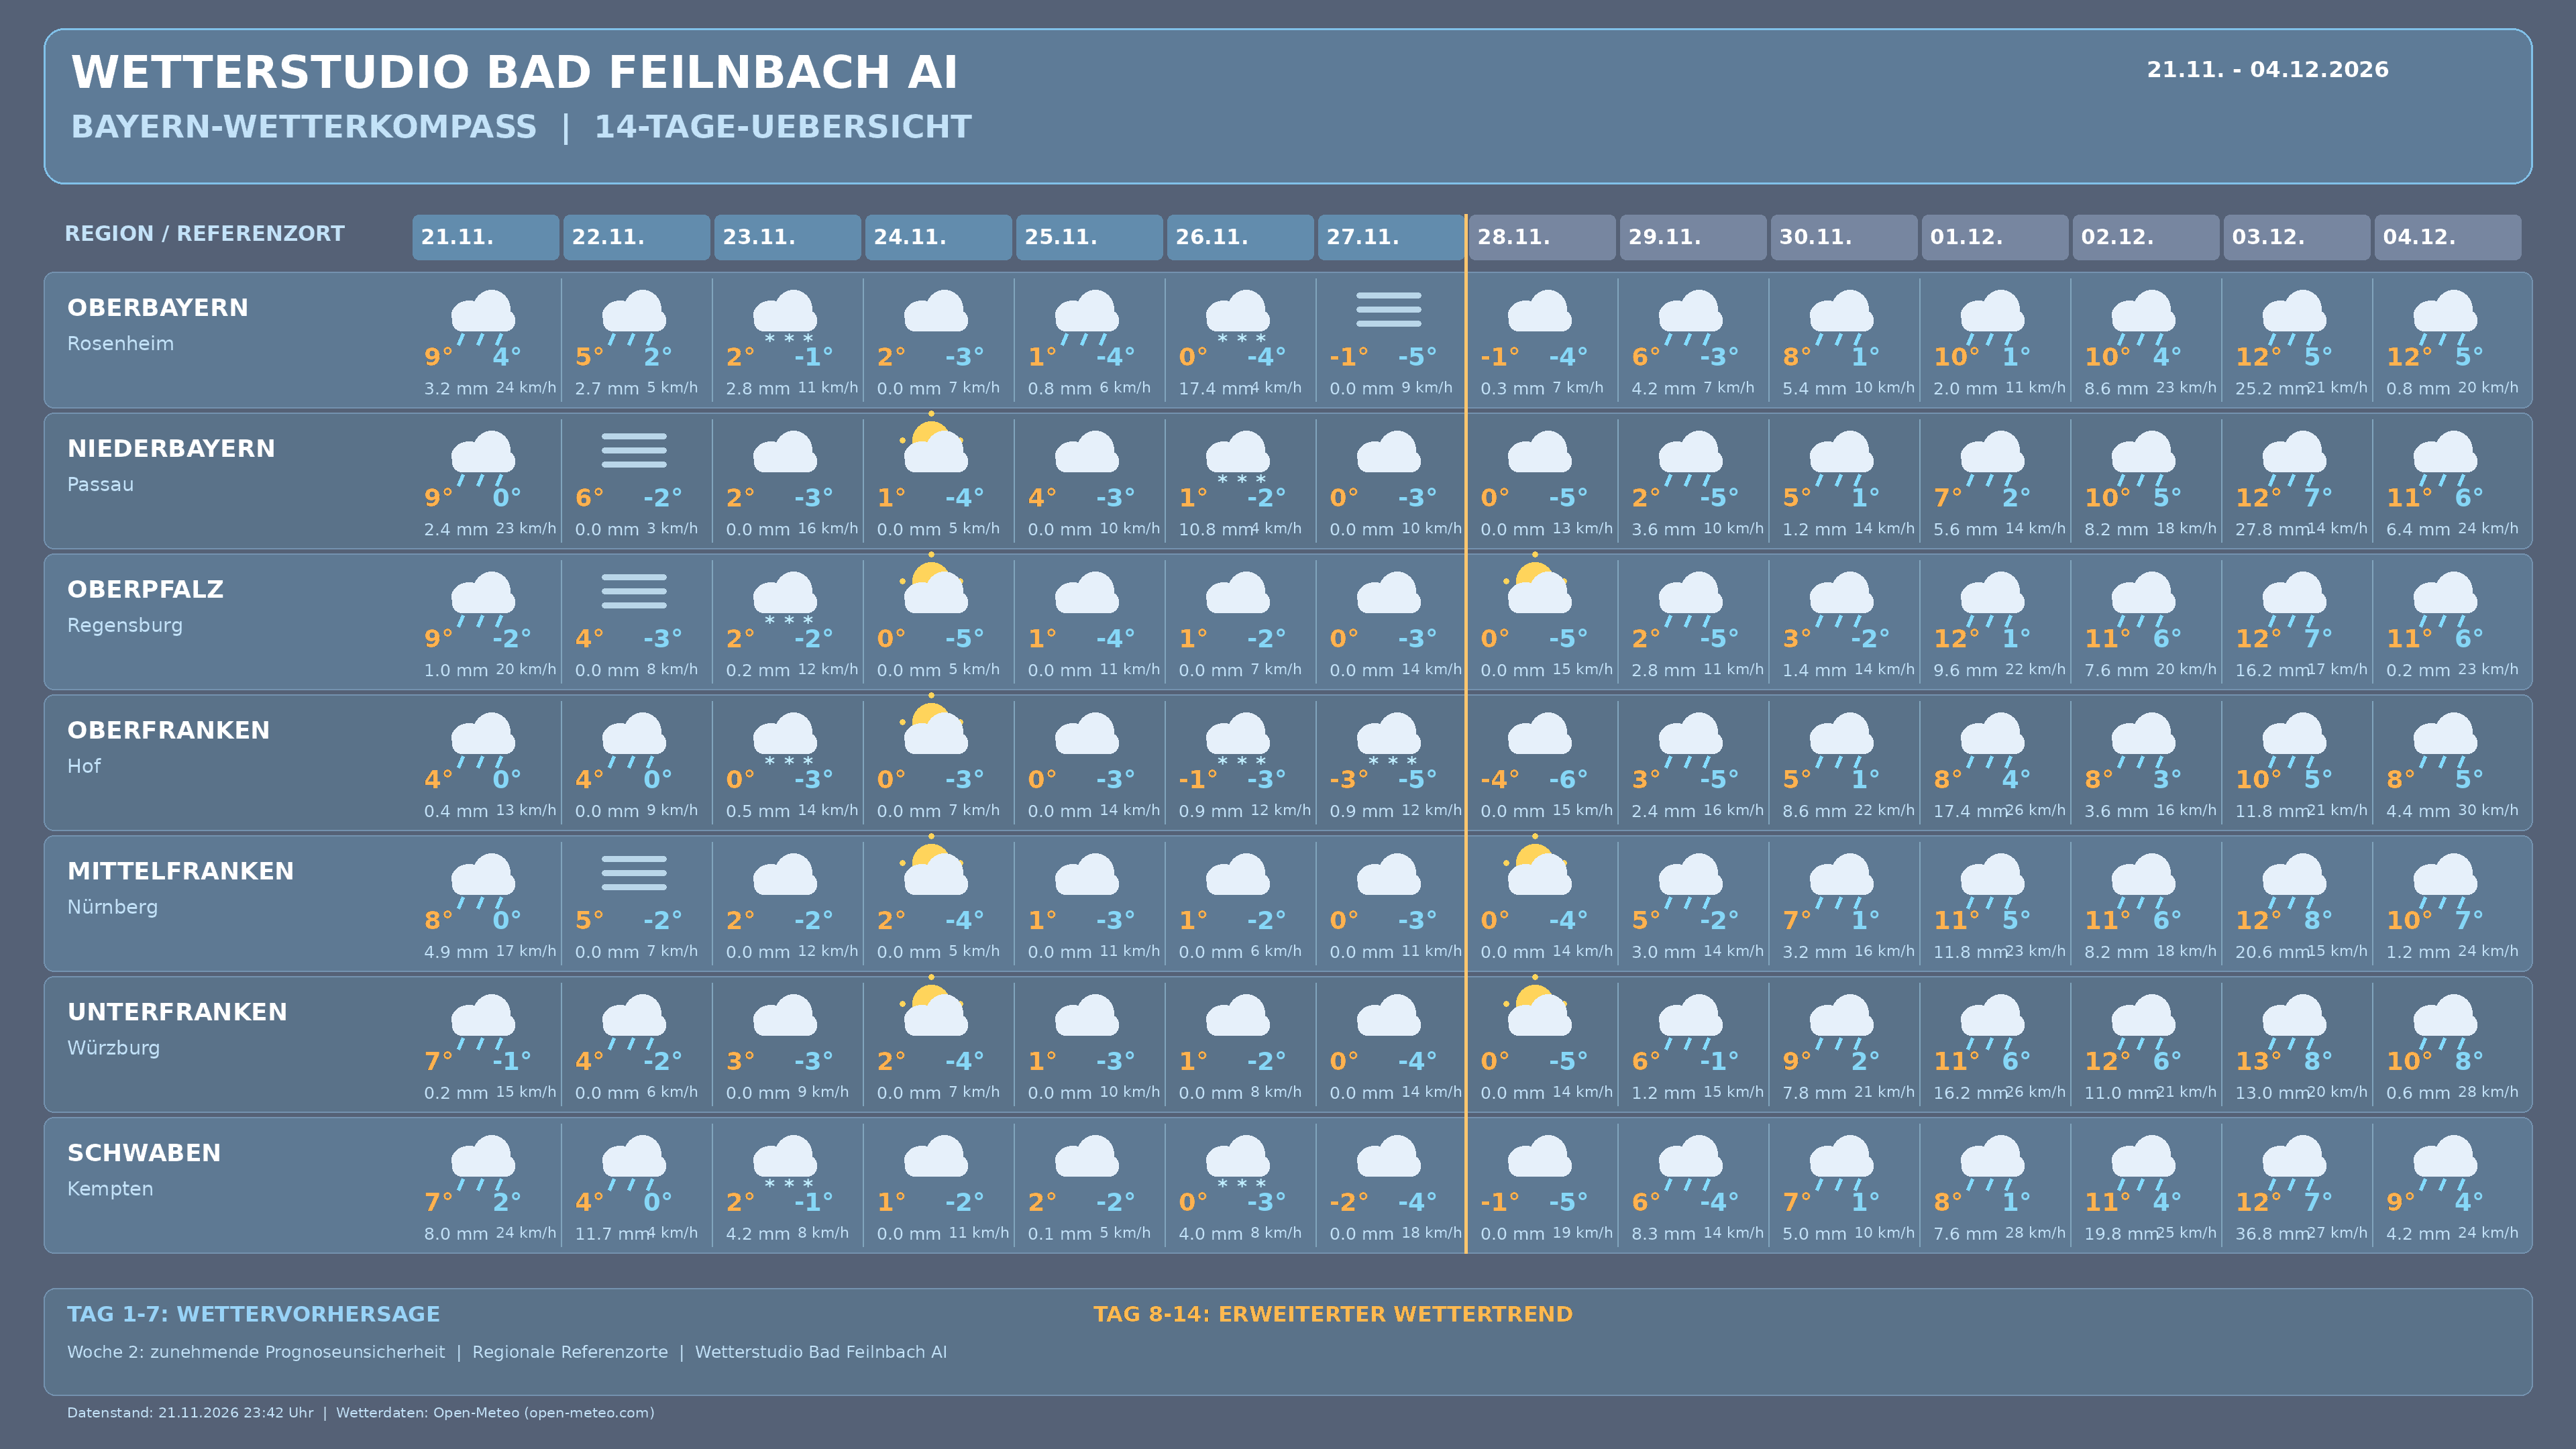 WETTERSTUDIO BAD FEILNBACH AI
21.11. - 04.12.2026
BAYERN-WETTERKOMPASS | 14-TAGE-UEBERSICHT
REGION / REFERENZORT 21.11. 22.11. 23.11. 24.11. 25.11. 26.11. 27.11. 28.11. 29.11. 30.11. 01.12. 02.12. 03.12. 04.12.
OBERBAYERN
Rosenheim
9° 4° 5° 2° 2° -1° 2° -3° 1° -4° 0° -4° -1° -5° -1° -4° 6° -3° 8° 1° 10° 1° 10° 4° 12° 5° 12° 5°
3.2 mm 24 km/h 2.7 mm 5 km/h 2.8 mm 11 km/h 0.0 mm 7 km/h 0.8 mm 6 km/h 17.4 mm 4 km/h 0.0 mm 9 km/h 0.3 mm 7 km/h 4.2 mm 7 km/h 5.4 mm 10 km/h 2.0 mm 11 km/h 8.6 mm 23 km/h 25.2 mm 21 km/h 0.8 mm 20 km/h
NIEDERBAYERN
Passau
9° 0° 6° -2° 2° -3° 1° -4° 4° -3° 1° -2° 0° -3° 0° -5° 2° -5° 5° 1° 7° 2° 10° 5° 12° 7° 11° 6°
2.4 mm 23 km/h 0.0 mm 3 km/h 0.0 mm 16 km/h 0.0 mm 5 km/h 0.0 mm 10 km/h 10.8 mm 4 km/h 0.0 mm 10 km/h 0.0 mm 13 km/h 3.6 mm 10 km/h 1.2 mm 14 km/h 5.6 mm 14 km/h 8.2 mm 18 km/h 27.8 mm 14 km/h 6.4 mm 24 km/h
OBERPFALZ
Regensburg
9° -2° 4° -3° 2° -2° 0° -5° 1° -4° 1° -2° 0° -3° 0° -5° 2° -5° 3° -2° 12° 1° 11° 6° 12° 7° 11° 6°
1.0 mm 20 km/h 0.0 mm 8 km/h 0.2 mm 12 km/h 0.0 mm 5 km/h 0.0 mm 11 km/h 0.0 mm 7 km/h 0.0 mm 14 km/h 0.0 mm 15 km/h 2.8 mm 11 km/h 1.4 mm 14 km/h 9.6 mm 22 km/h 7.6 mm 20 km/h 16.2 mm 17 km/h 0.2 mm 23 km/h
OBERFRANKEN
Hof
4° 0° 4° 0° 0° -3° 0° -3° 0° -3° -1° -3° -3° -5° -4° -6° 3° -5° 5° 1° 8° 4° 8° 3° 10° 5° 8° 5°
0.4 mm 13 km/h 0.0 mm 9 km/h 0.5 mm 14 km/h 0.0 mm 7 km/h 0.0 mm 14 km/h 0.9 mm 12 km/h 0.9 mm 12 km/h 0.0 mm 15 km/h 2.4 mm 16 km/h 8.6 mm 22 km/h 17.4 mm 26 km/h 3.6 mm 16 km/h 11.8 mm 21 km/h 4.4 mm 30 km/h
MITTELFRANKEN
Nürnberg
8° 0° 5° -2° 2° -2° 2° -4° 1° -3° 1° -2° 0° -3° 0° -4° 5° -2° 7° 1° 11° 5° 11° 6° 12° 8° 10° 7°
4.9 mm 17 km/h 0.0 mm 7 km/h 0.0 mm 12 km/h 0.0 mm 5 km/h 0.0 mm 11 km/h 0.0 mm 6 km/h 0.0 mm 11 km/h 0.0 mm 14 km/h 3.0 mm 14 km/h 3.2 mm 16 km/h 11.8 mm 23 km/h 8.2 mm 18 km/h 20.6 mm 15 km/h 1.2 mm 24 km/h
UNTERFRANKEN
Würzburg
7° -1° 4° -2° 3° -3° 2° -4° 1° -3° 1° -2° 0° -4° 0° -5° 6° -1° 9° 2° 11° 6° 12° 6° 13° 8° 10° 8°
0.2 mm 15 km/h 0.0 mm 6 km/h 0.0 mm 9 km/h 0.0 mm 7 km/h 0.0 mm 10 km/h 0.0 mm 8 km/h 0.0 mm 14 km/h 0.0 mm 14 km/h 1.2 mm 15 km/h 7.8 mm 21 km/h 16.2 mm 26 km/h 11.0 mm 21 km/h 13.0 mm 20 km/h 0.6 mm 28 km/h
SCHWABEN
Kempten
7° 2° 4° 0° 2° -1° 1° -2° 2° -2° 0° -3° -2° -4° -1° -5° 6° -4° 7° 1° 8° 1° 11° 4° 12° 7° 9° 4°
8.0 mm 24 km/h 11.7 mm 4 km/h 4.2 mm 8 km/h 0.0 mm 11 km/h 0.1 mm 5 km/h 4.0 mm 8 km/h 0.0 mm 18 km/h 0.0 mm 19 km/h 8.3 mm 14 km/h 5.0 mm 10 km/h 7.6 mm 28 km/h 19.8 mm 25 km/h 36.8 mm 27 km/h 4.2 mm 24 km/h
TAG 1-7: WETTERVORHERSAGE
TAG 8-14: ERWEITERTER WETTERTREND
Woche 2: zunehmende Prognoseunsicherheit | Regionale Referenzorte | Wetterstudio Bad Feilnbach AI
Datenstand: 21.11.2026 23:42 Uhr | Wetterdaten: Open-Meteo (open-meteo.com)